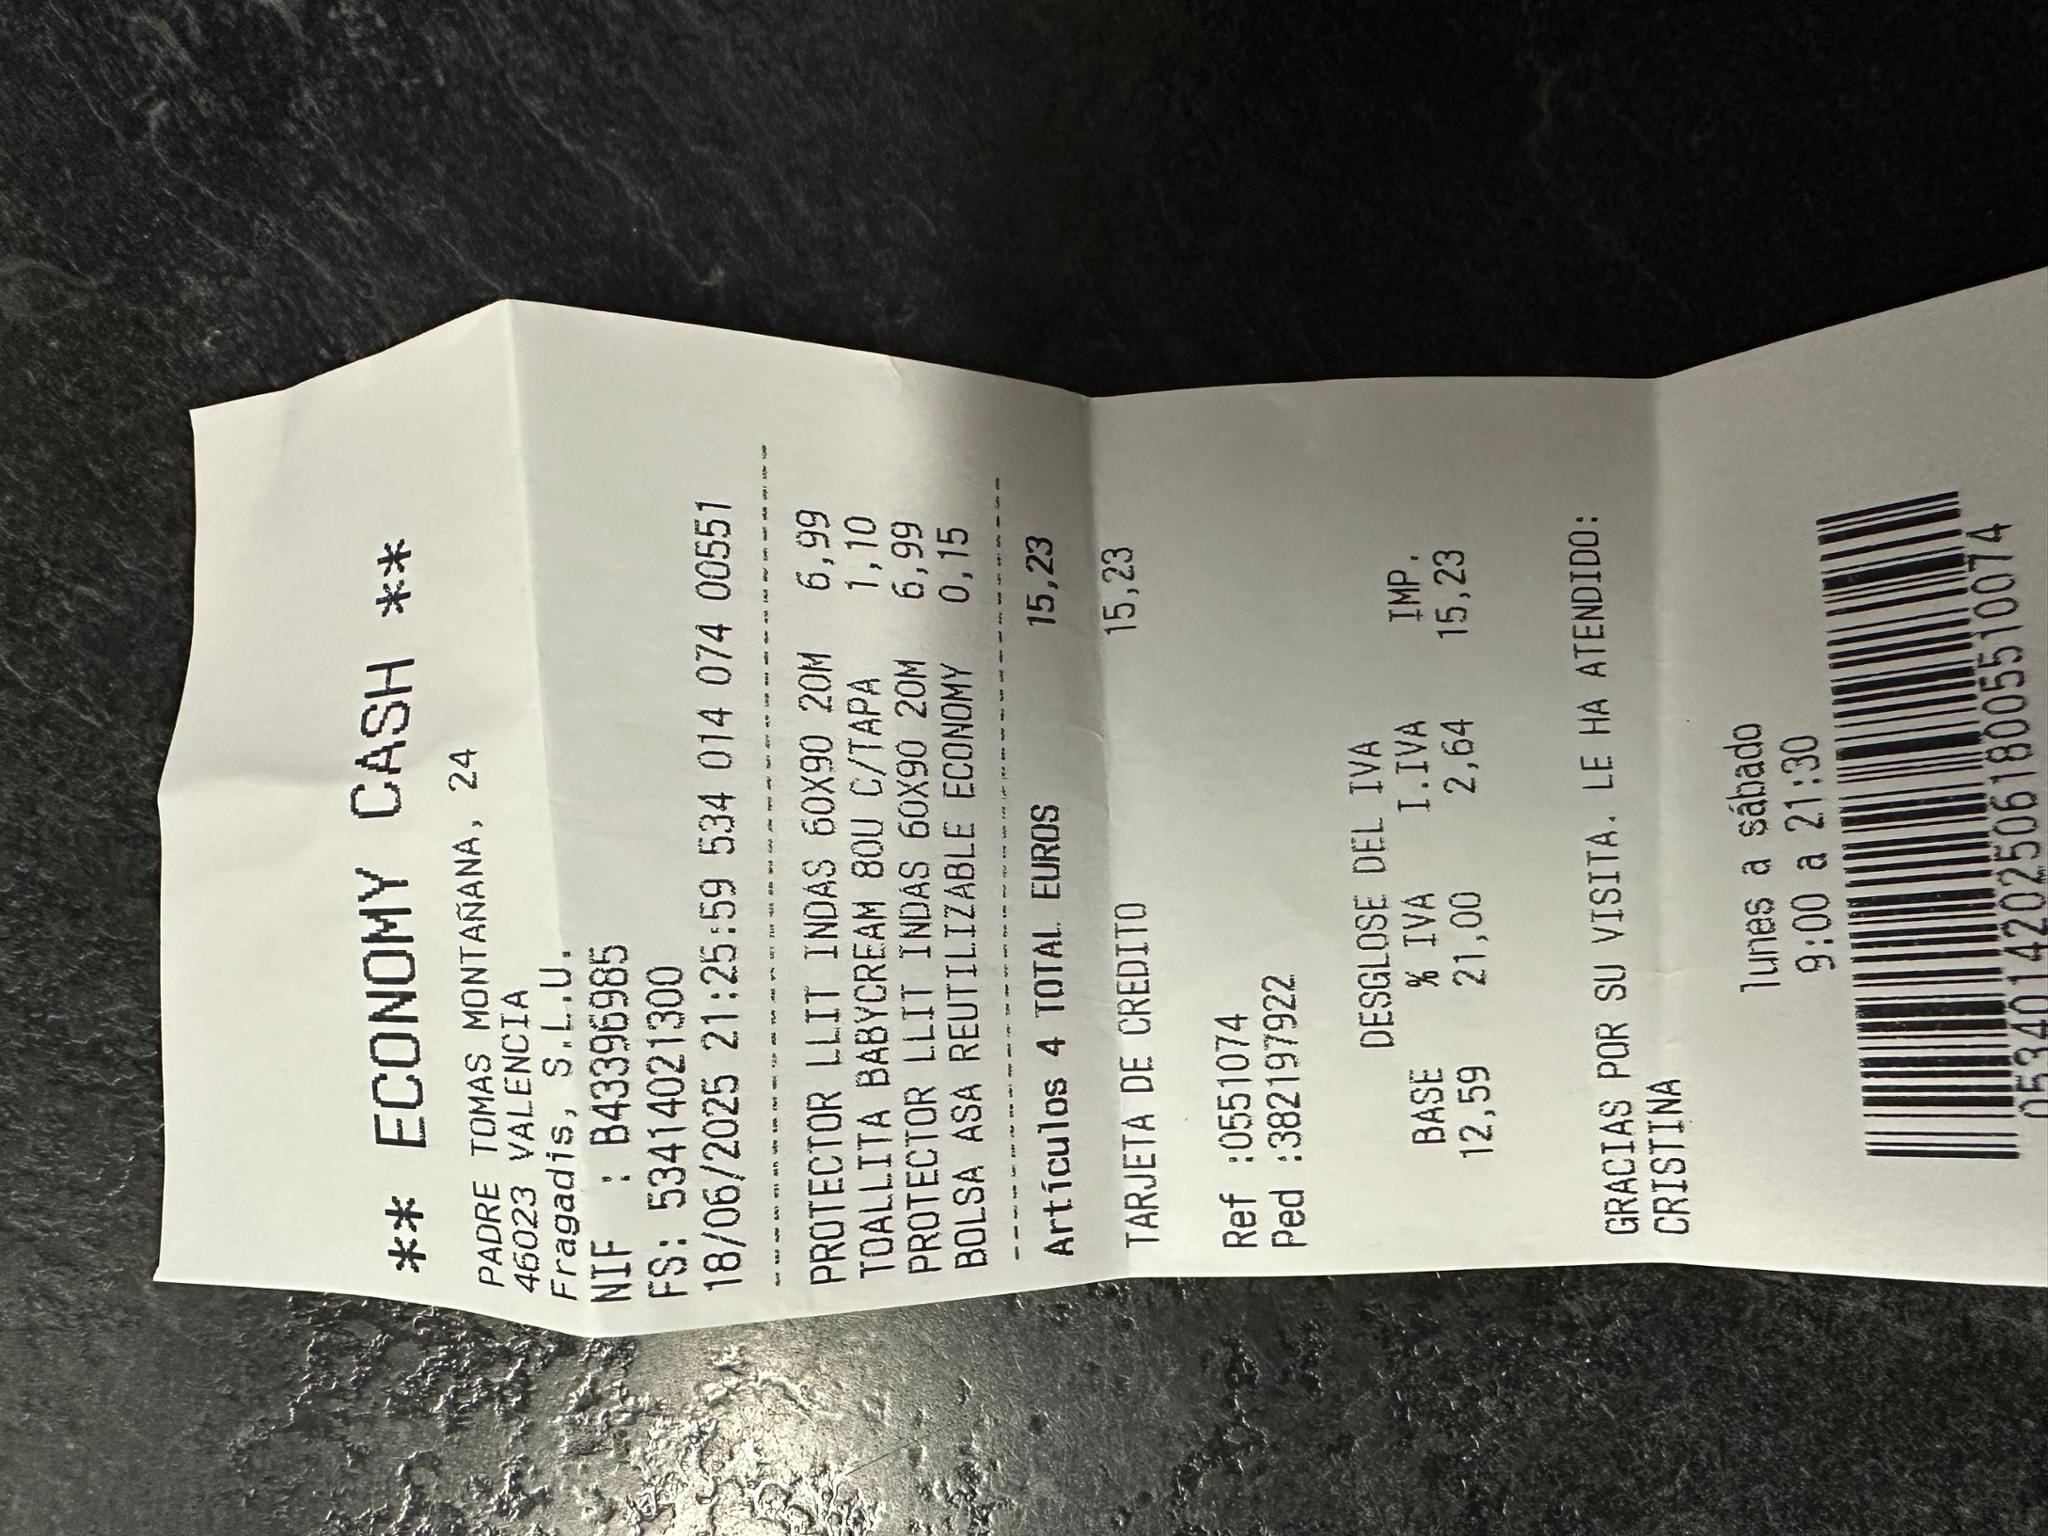 ** ECONOMY CASH **
PADRE TOMAS MONTAÑANA, 24
46023 VALENCIA
Fragadis, S.L.U.
NIF : B43396985
FS: 53414021300
18/06/2025 21:25:59 534 014 074 00551
PROTECTOR LLIT INDAS 60X90 20M 6,99
TOALLITA BABYCREAM 80U C/TAPA 1,10
PROTECTOR LLIT INDAS 60X90 20M 6,99
BOLSA ASA REUTILIZABLE ECONOMY 0,15
Artículos 4 TOTAL EUROS 15,23
TARJETA DE CREDITO 15,23
Ref :0551074
Ped :382197922
DESGLOSE DEL IVA
BASE % IVA I.IVA IMP.
12,59 21,00 2,64 15,23
GRACIAS POR SU VISITA. LE HA ATENDIDO:
CRISTINA
lunes a sábado
9:00 a 21:30
053401420250618005510074